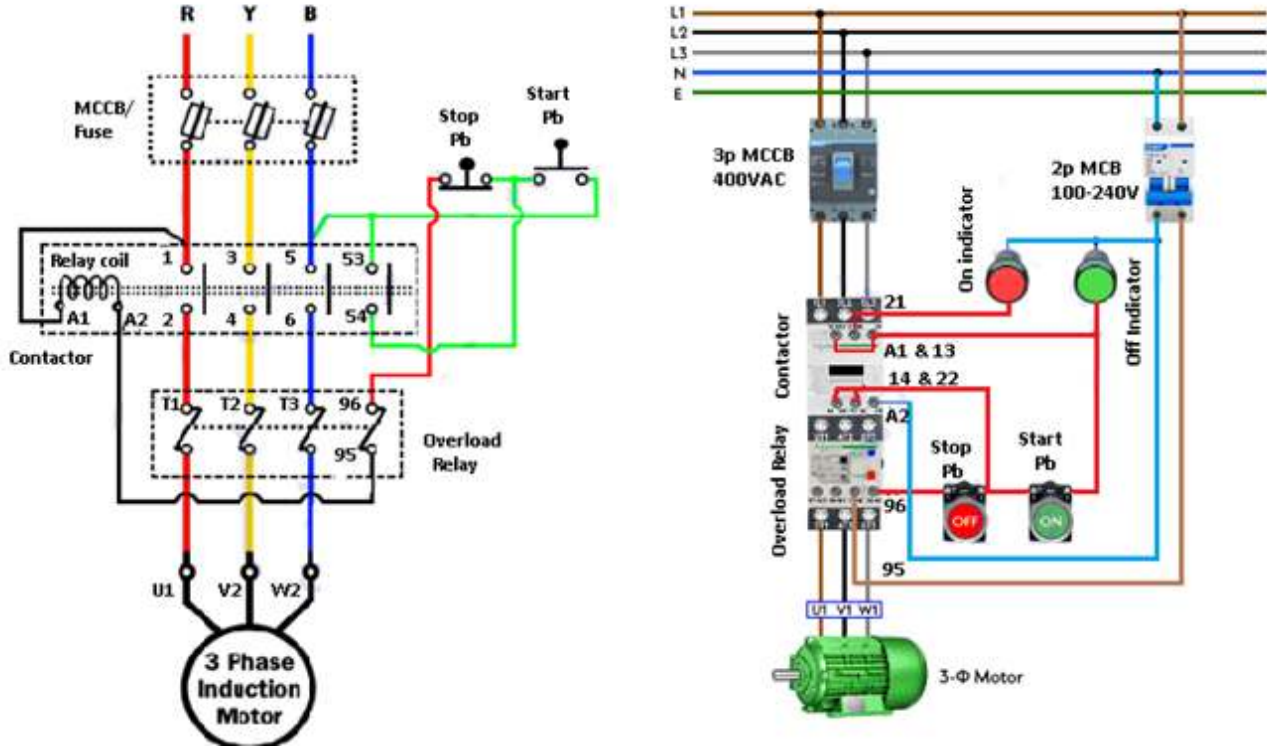 R Y B
MCCB/
Fuse
Stop
Pb
Start
Pb
Relay coil
1 3 5 53
A1 A2 2 4 6 54
Contactor
T1 T2 T3 96
95
Overload
Relay
U1 V2 W2
3 Phase
Induction
Motor
L1
L2
L3
N
E
3p MCCB
400VAC
2p MCB
100-240V
On indicator
Off Indicator
21
Contactor
A1 & 13
14 & 22
A2
Overload Relay
Stop
Pb
Start
Pb
OFF
ON
96
95
U1 V1 W1
3-Φ Motor